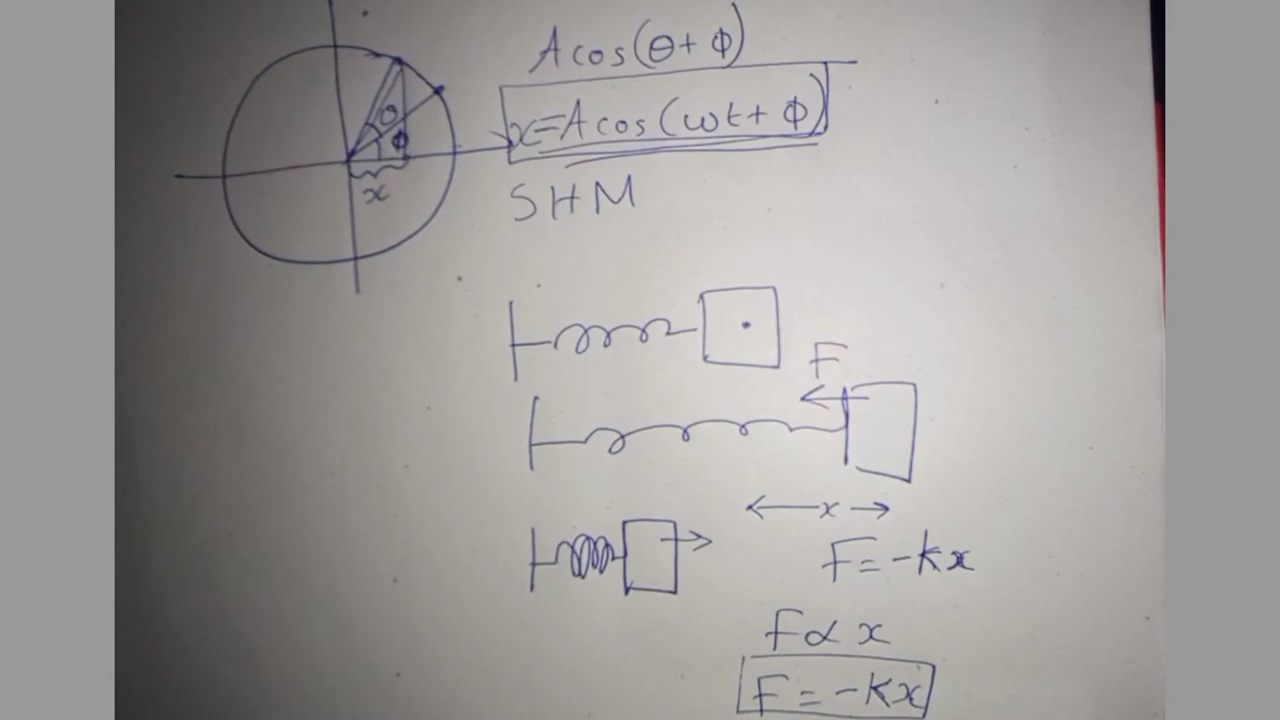 A cos(θ+ φ)
x=A cos(ωt+ φ)
θ
φ
x
SHM
F
x
F=-kx
F∝ x
F=-kx